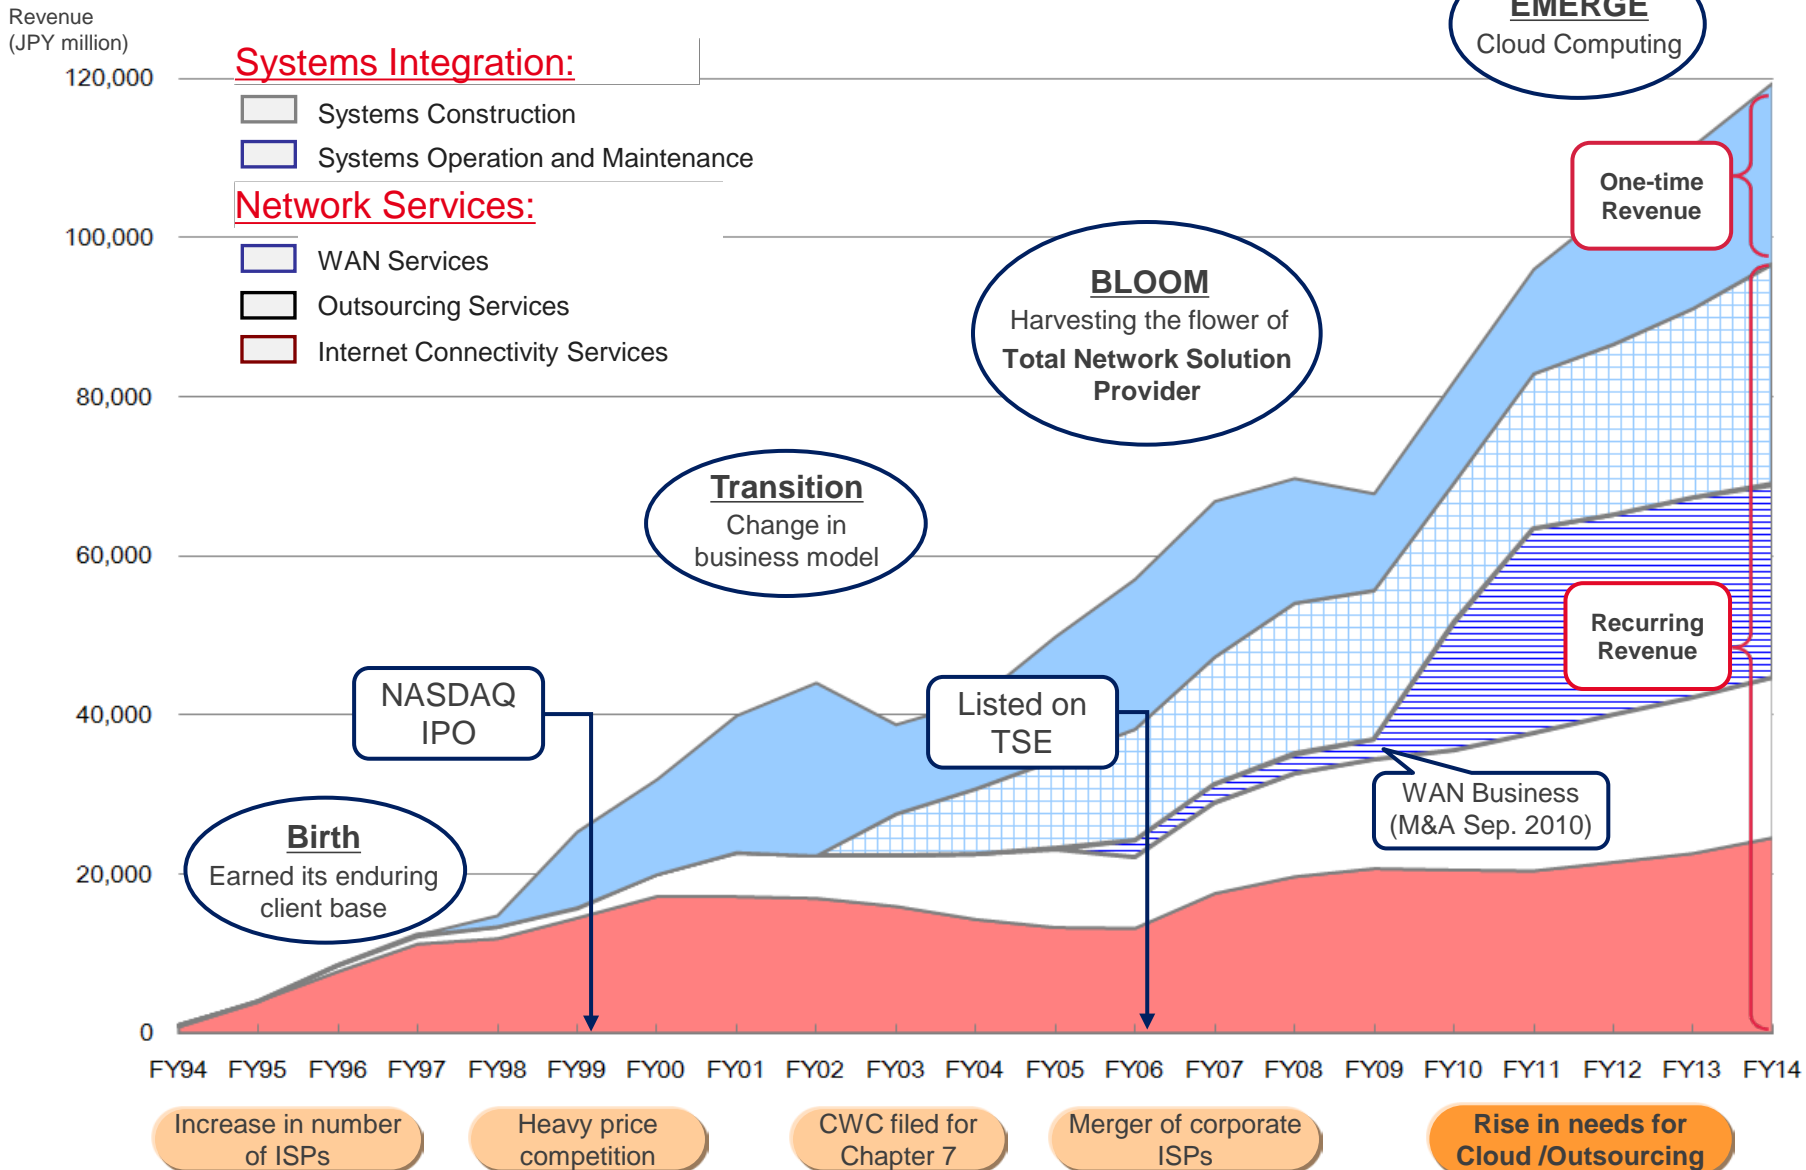 Revenue
(JPY million)
EMERGE
Cloud Computing
Systems Integration:
Systems Construction
Systems Operation and Maintenance
Network Services:
WAN Services
Outsourcing Services
Internet Connectivity Services
120,000
100,000
80,000
60,000
40,000
20,000
0
One-time
Revenue
BLOOM
Harvesting the flower of
Total Network Solution
Provider
Transition
Change in
business model
Recurring
Revenue
NASDAQ
IPO
Listed on
TSE
WAN Business
(M&A Sep. 2010)
Birth
Earned its enduring
client base
FY94 FY95 FY96 FY97 FY98 FY99 FY00 FY01 FY02 FY03 FY04 FY05 FY06 FY07 FY08 FY09 FY10 FY11 FY12 FY13 FY14
Increase in number
of ISPs
Heavy price
competition
CWC filed for
Chapter 7
Merger of corporate
ISPs
Rise in needs for
Cloud /Outsourcing